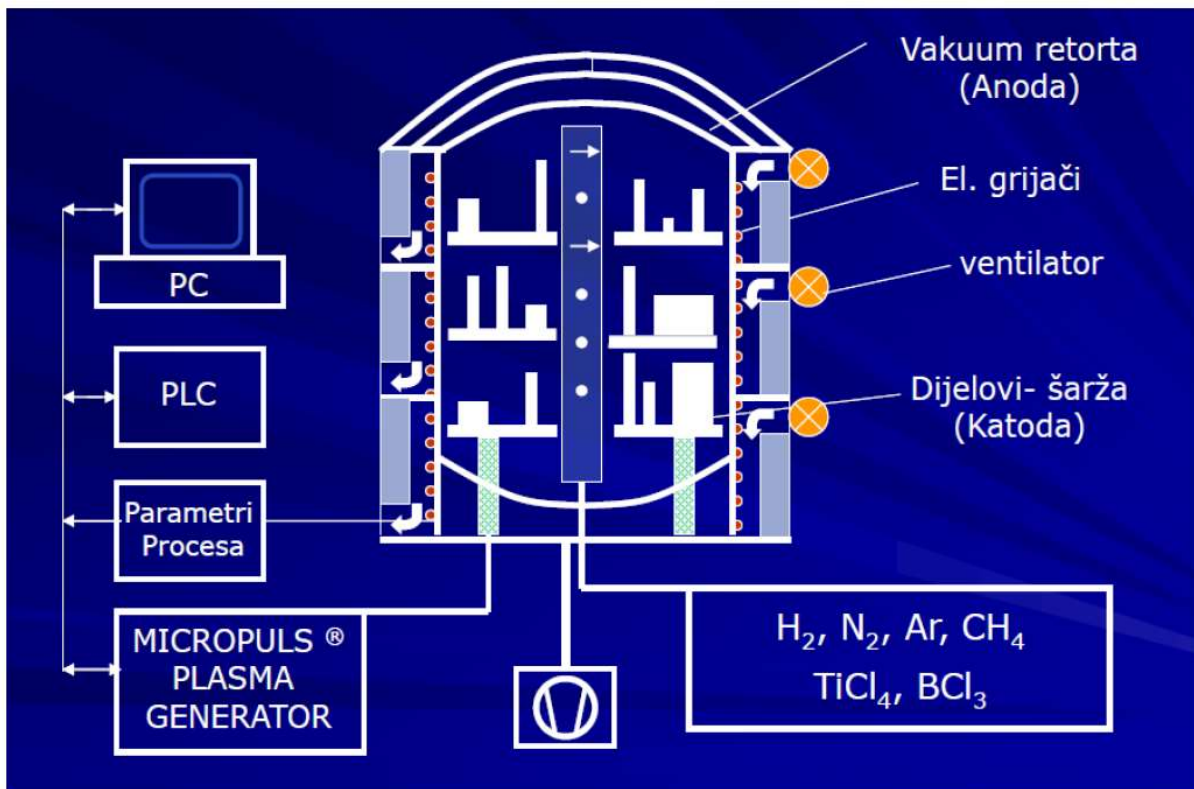 Vakuum retorta
(Anoda)
El. grijači
ventilator
Dijelovi- šarža
(Katoda)
PC
PLC
Parametri
Procesa
MICROPULS ®
PLASMA
GENERATOR
H₂, N₂, Ar, CH₄
TiCl₄, BCl₃